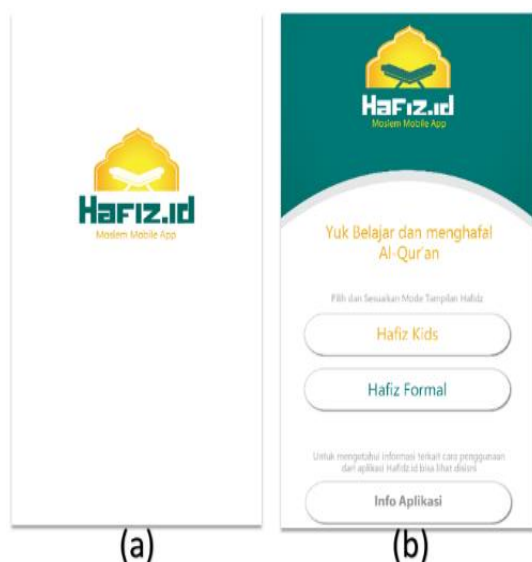 Hafiz.id
Moslem Mobile App
(a)
Hafiz.id
Moslem Mobile App
Yuk Belajar dan menghafal
Al-Qur'an
Pilih dan Sesuaikan Mode Tampilan Hafidz
Hafiz Kids
Hafiz Formal
Untuk mengetahui informasi terkait cara penggunaan
dari aplikasi Hafidz.id bisa lihat disini
Info Aplikasi
(b)